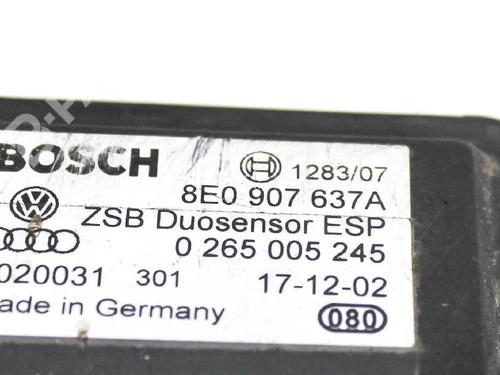 BOSCH 1283/07
8E0 907 637A
ZSB Duosensor ESP
0 265 005 245
020031 301 17-12-02
ade in Germany 080